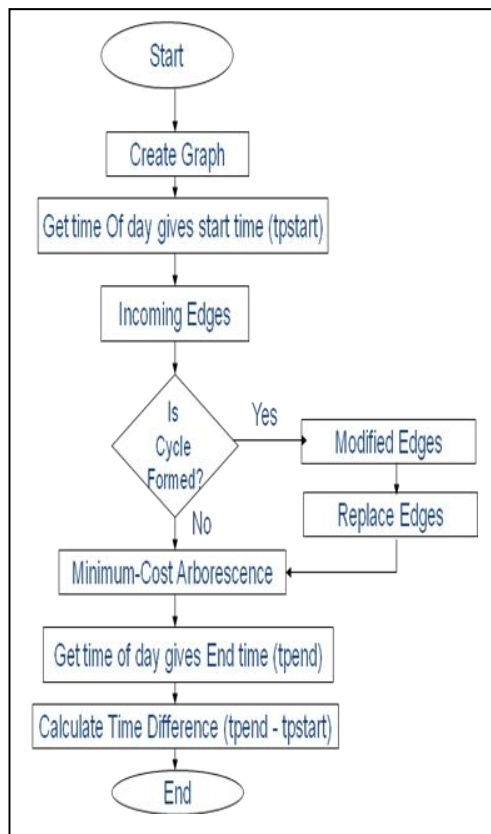 Start
Create Graph
Get time Of day gives start time (tpstart)
Incoming Edges
Is
Cycle
Formed?
Yes
Modified Edges
Replace Edges
No
Minimum-Cost Arborescence
Get time of day gives End time (tpend)
Calculate Time Difference (tpend - tpstart)
End